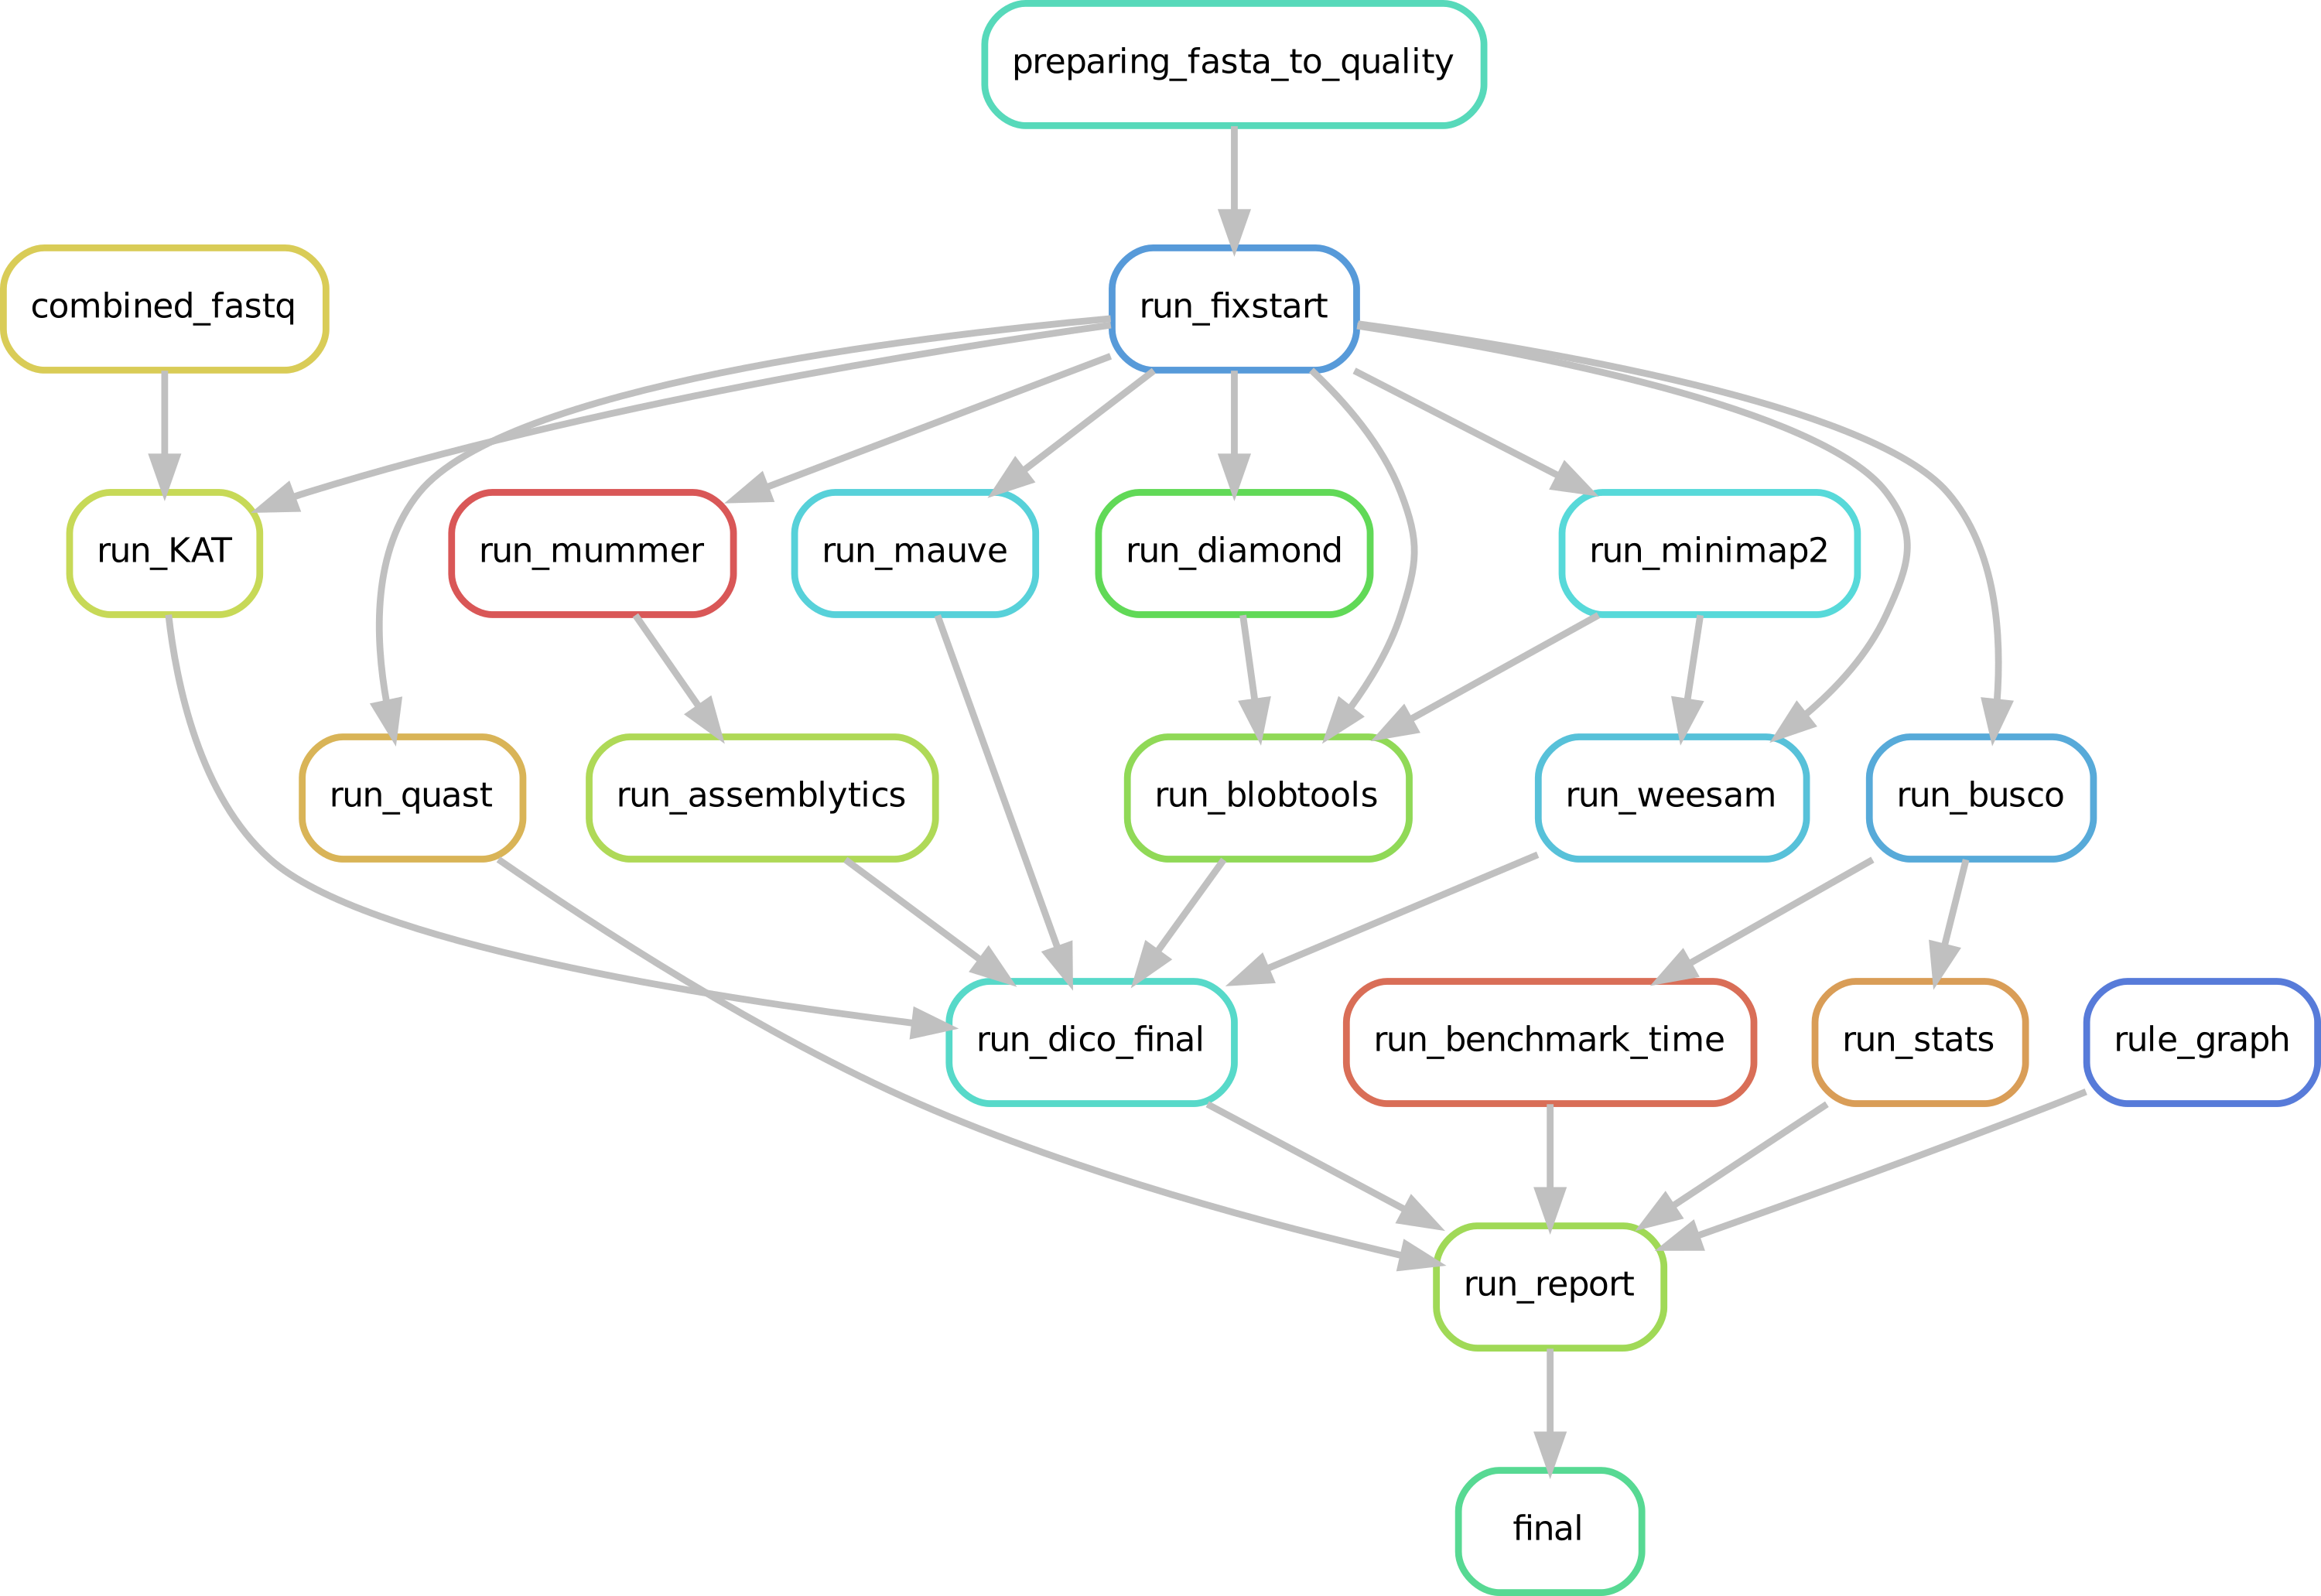 preparing_fasta_to_quality
combined_fastq
run_fixstart
run_KAT
run_mummer
run_mauve
run_diamond
run_minimap2
run_quast
run_assemblytics
run_blobtools
run_weesam
run_busco
run_dico_final
run_benchmark_time
run_stats
rule_graph
run_report
final